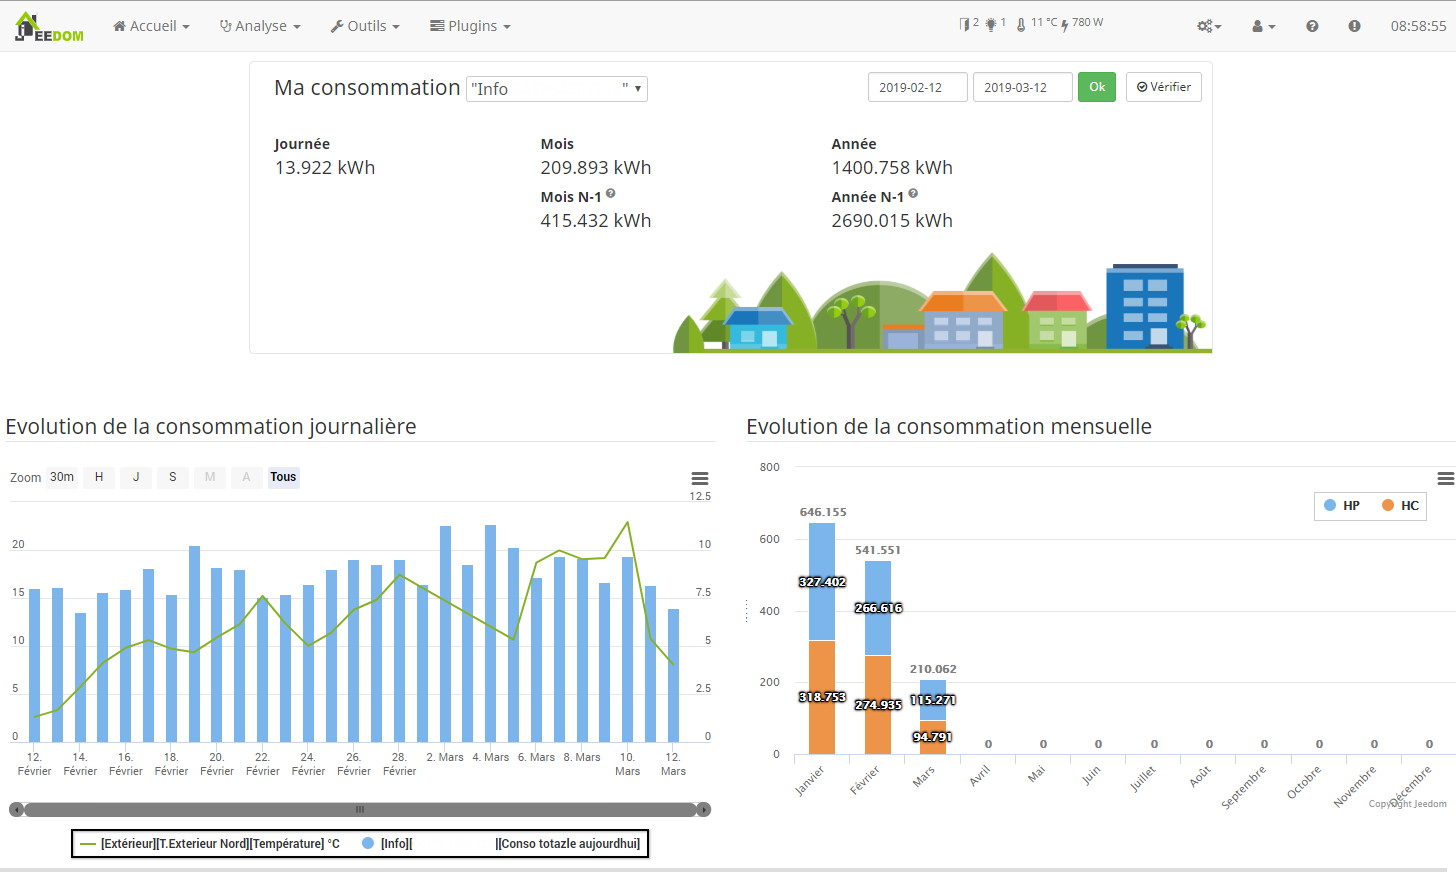 JEEDOM Accueil Analyse Outils Plugins 2 1 11 °C 780 W 08:58:55
Ma consommation "Info " 2019-02-12 2019-03-12 Ok Vérifier
Journée Mois Année
13.922 kWh 209.893 kWh 1400.758 kWh
Mois N-1 Année N-1
415.432 kWh 2690.015 kWh
Evolution de la consommation journalière
Zoom 30m H J S M A Tous
12.5
20 10
15 7.5
10 5
5 2.5
0 0
12. Février 14. Février 16. Février 18. Février 20. Février 22. Février 24. Février 26. Février 28. Février 2. Mars 4. Mars 6. Mars 8. Mars 10. Mars 12. Mars
[Extérieur][T.Exterieur Nord][Température] °C [Info][ ][Conso totazle aujourdhui]
Evolution de la consommation mensuelle
800
HP HC
646.155
541.551
600
327.402
266.616
400
210.062
200
318.753 274.935 115.271
94.791
0 0 0 0 0 0 0 0 0
0
Janvier Février Mars Avril Mai Juin Juillet Août Septembre Octobre Novembre Décembre
Copyright Jeedom